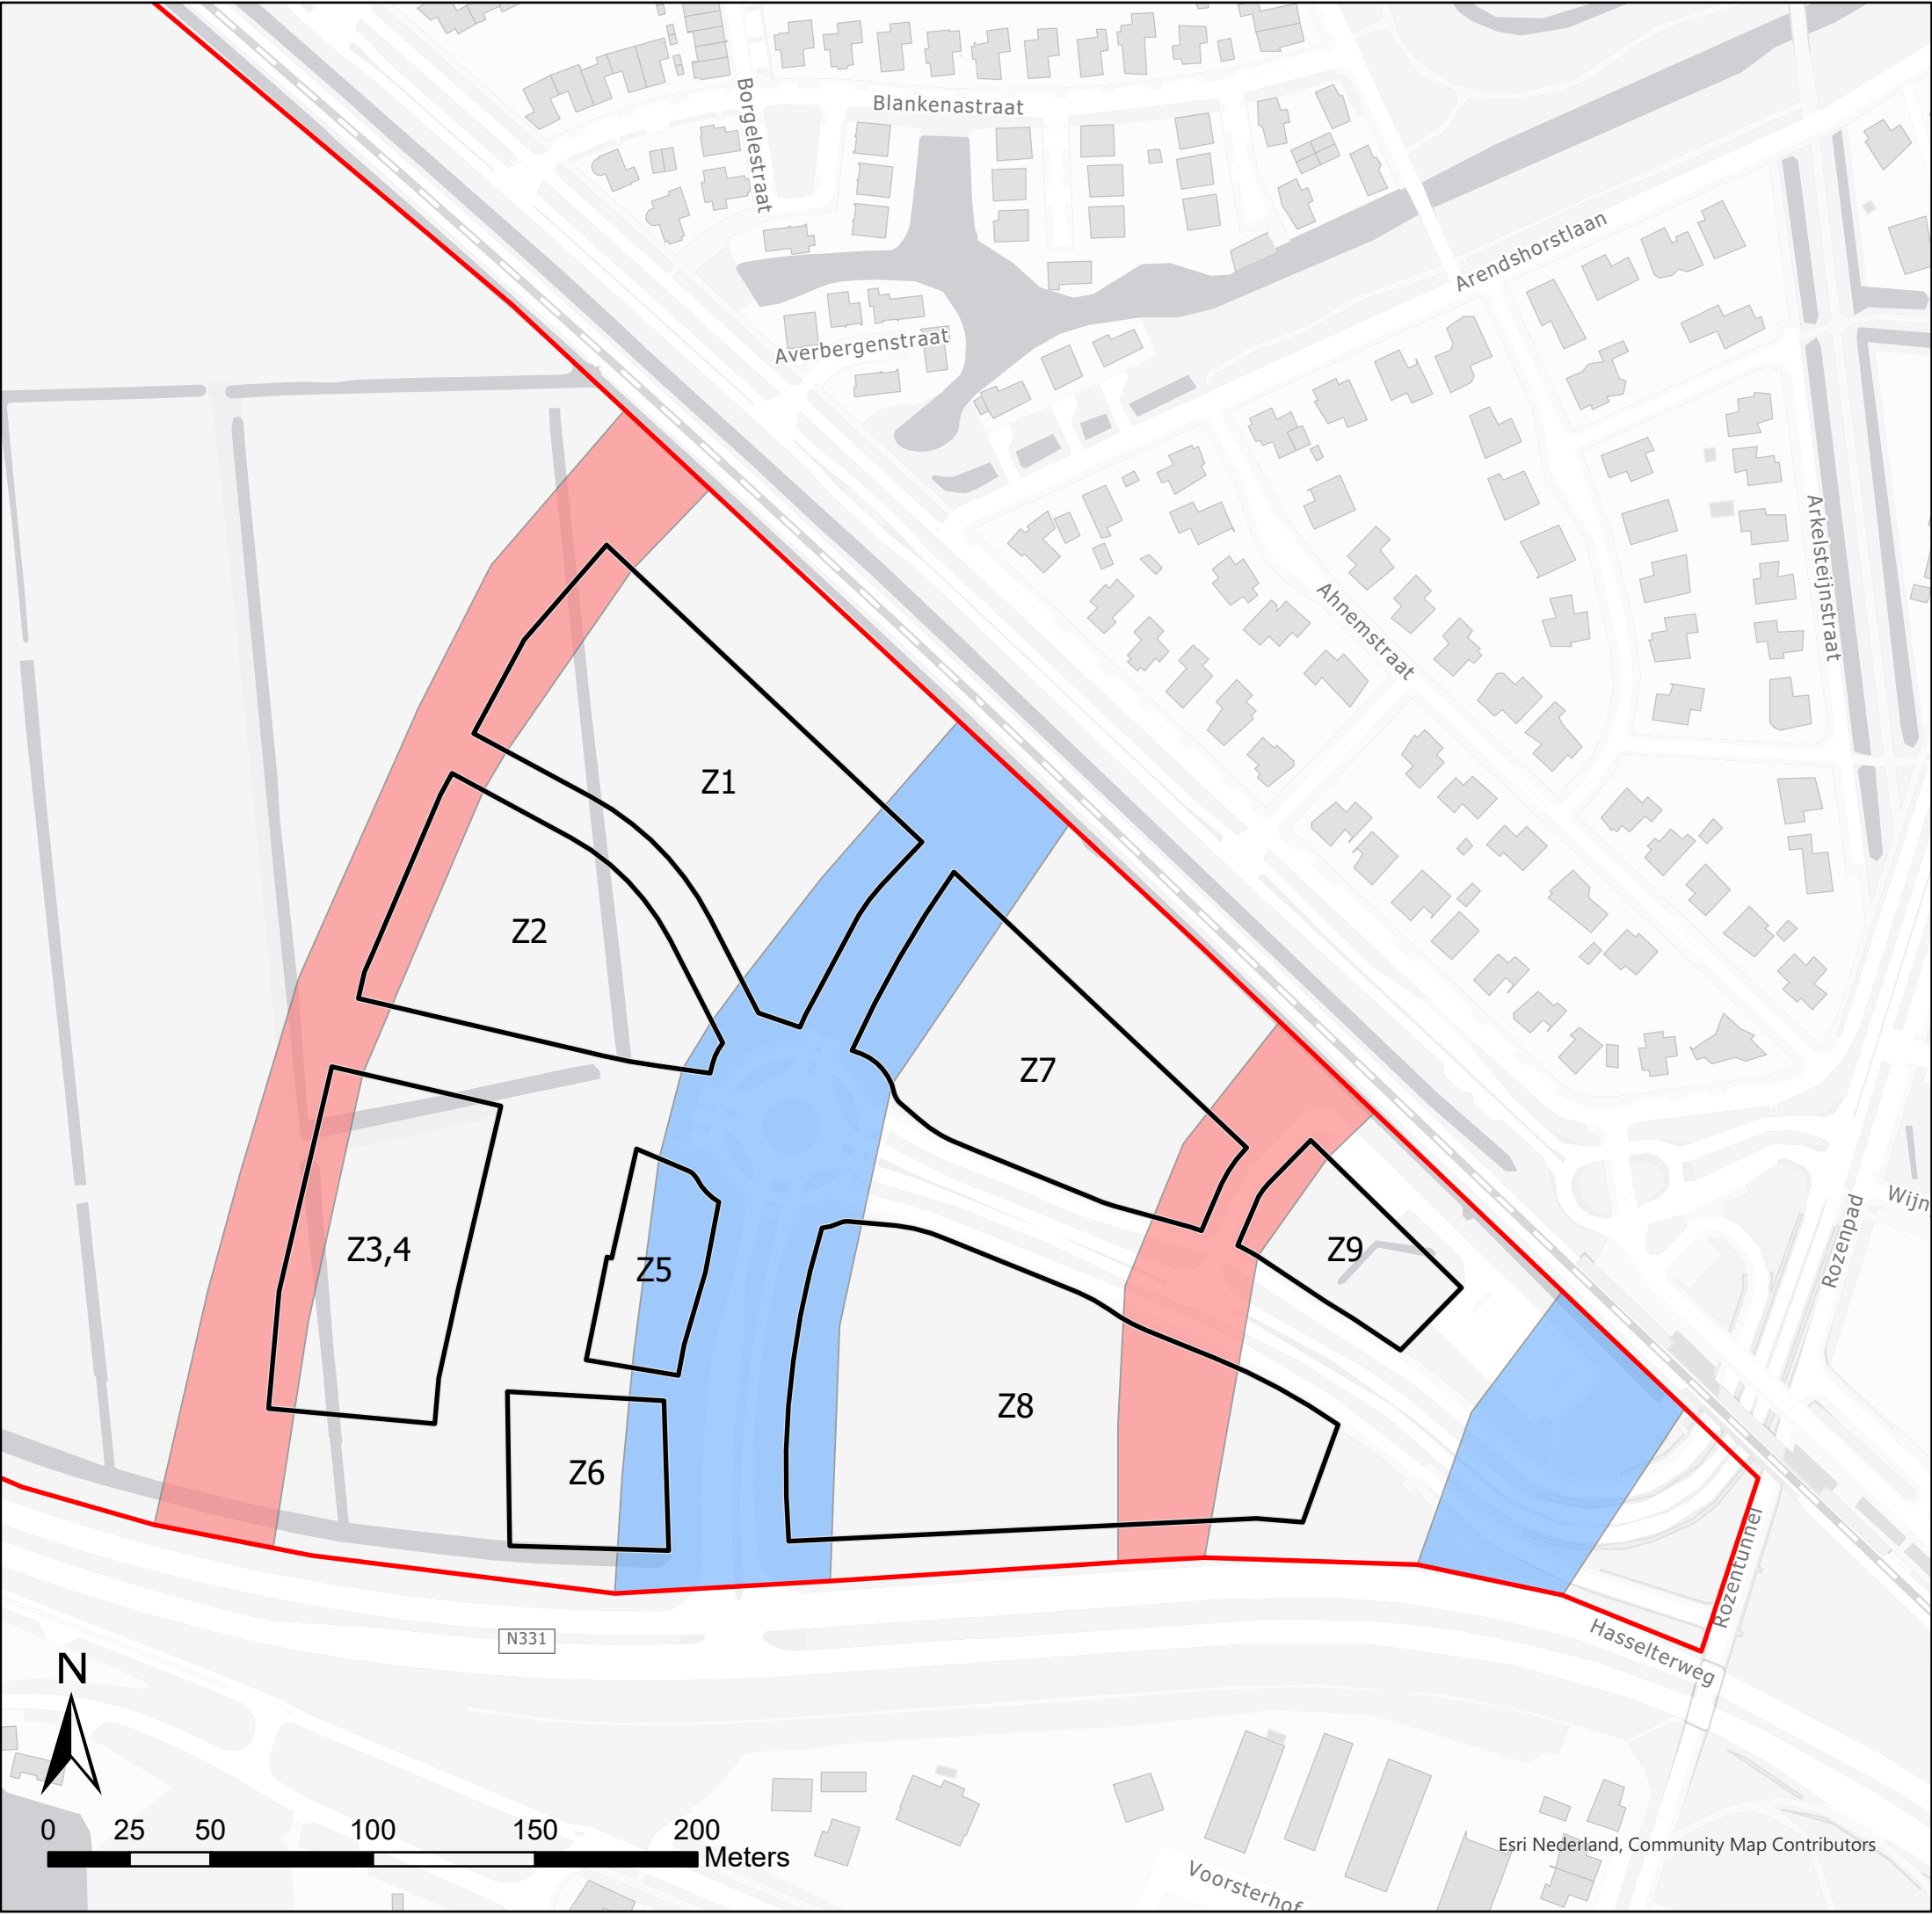 Borgelestraat
Blankenastraat
Arendshorstlaan
Averbergenstraat
Arkelsteijnstraat
Ahnemstraat
Z1
Z2
Z7
Wijn
Rozenpad
Z3,4
Z5
Z9
Z8
Z6
Rozentunnel
N331
Hasselterweg
N
0 25 50 100 150 200
Meters
Esri Nederland, Community Map Contributors
Voorsterhof